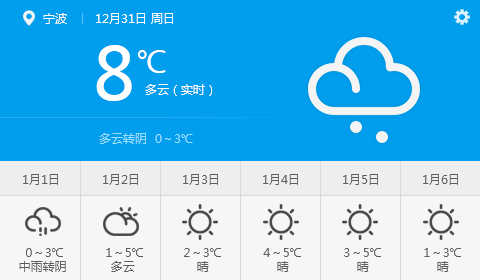 宁波 | 12月31日 周日
8℃
多云（实时）
多云转阴 0～3℃
1月1日 1月2日 1月3日 1月4日 1月5日 1月6日
0～3℃ 1～5℃ 2～3℃ 4～5℃ 3～5℃ 1～3℃
中雨转阴 多云 晴 晴 晴 晴